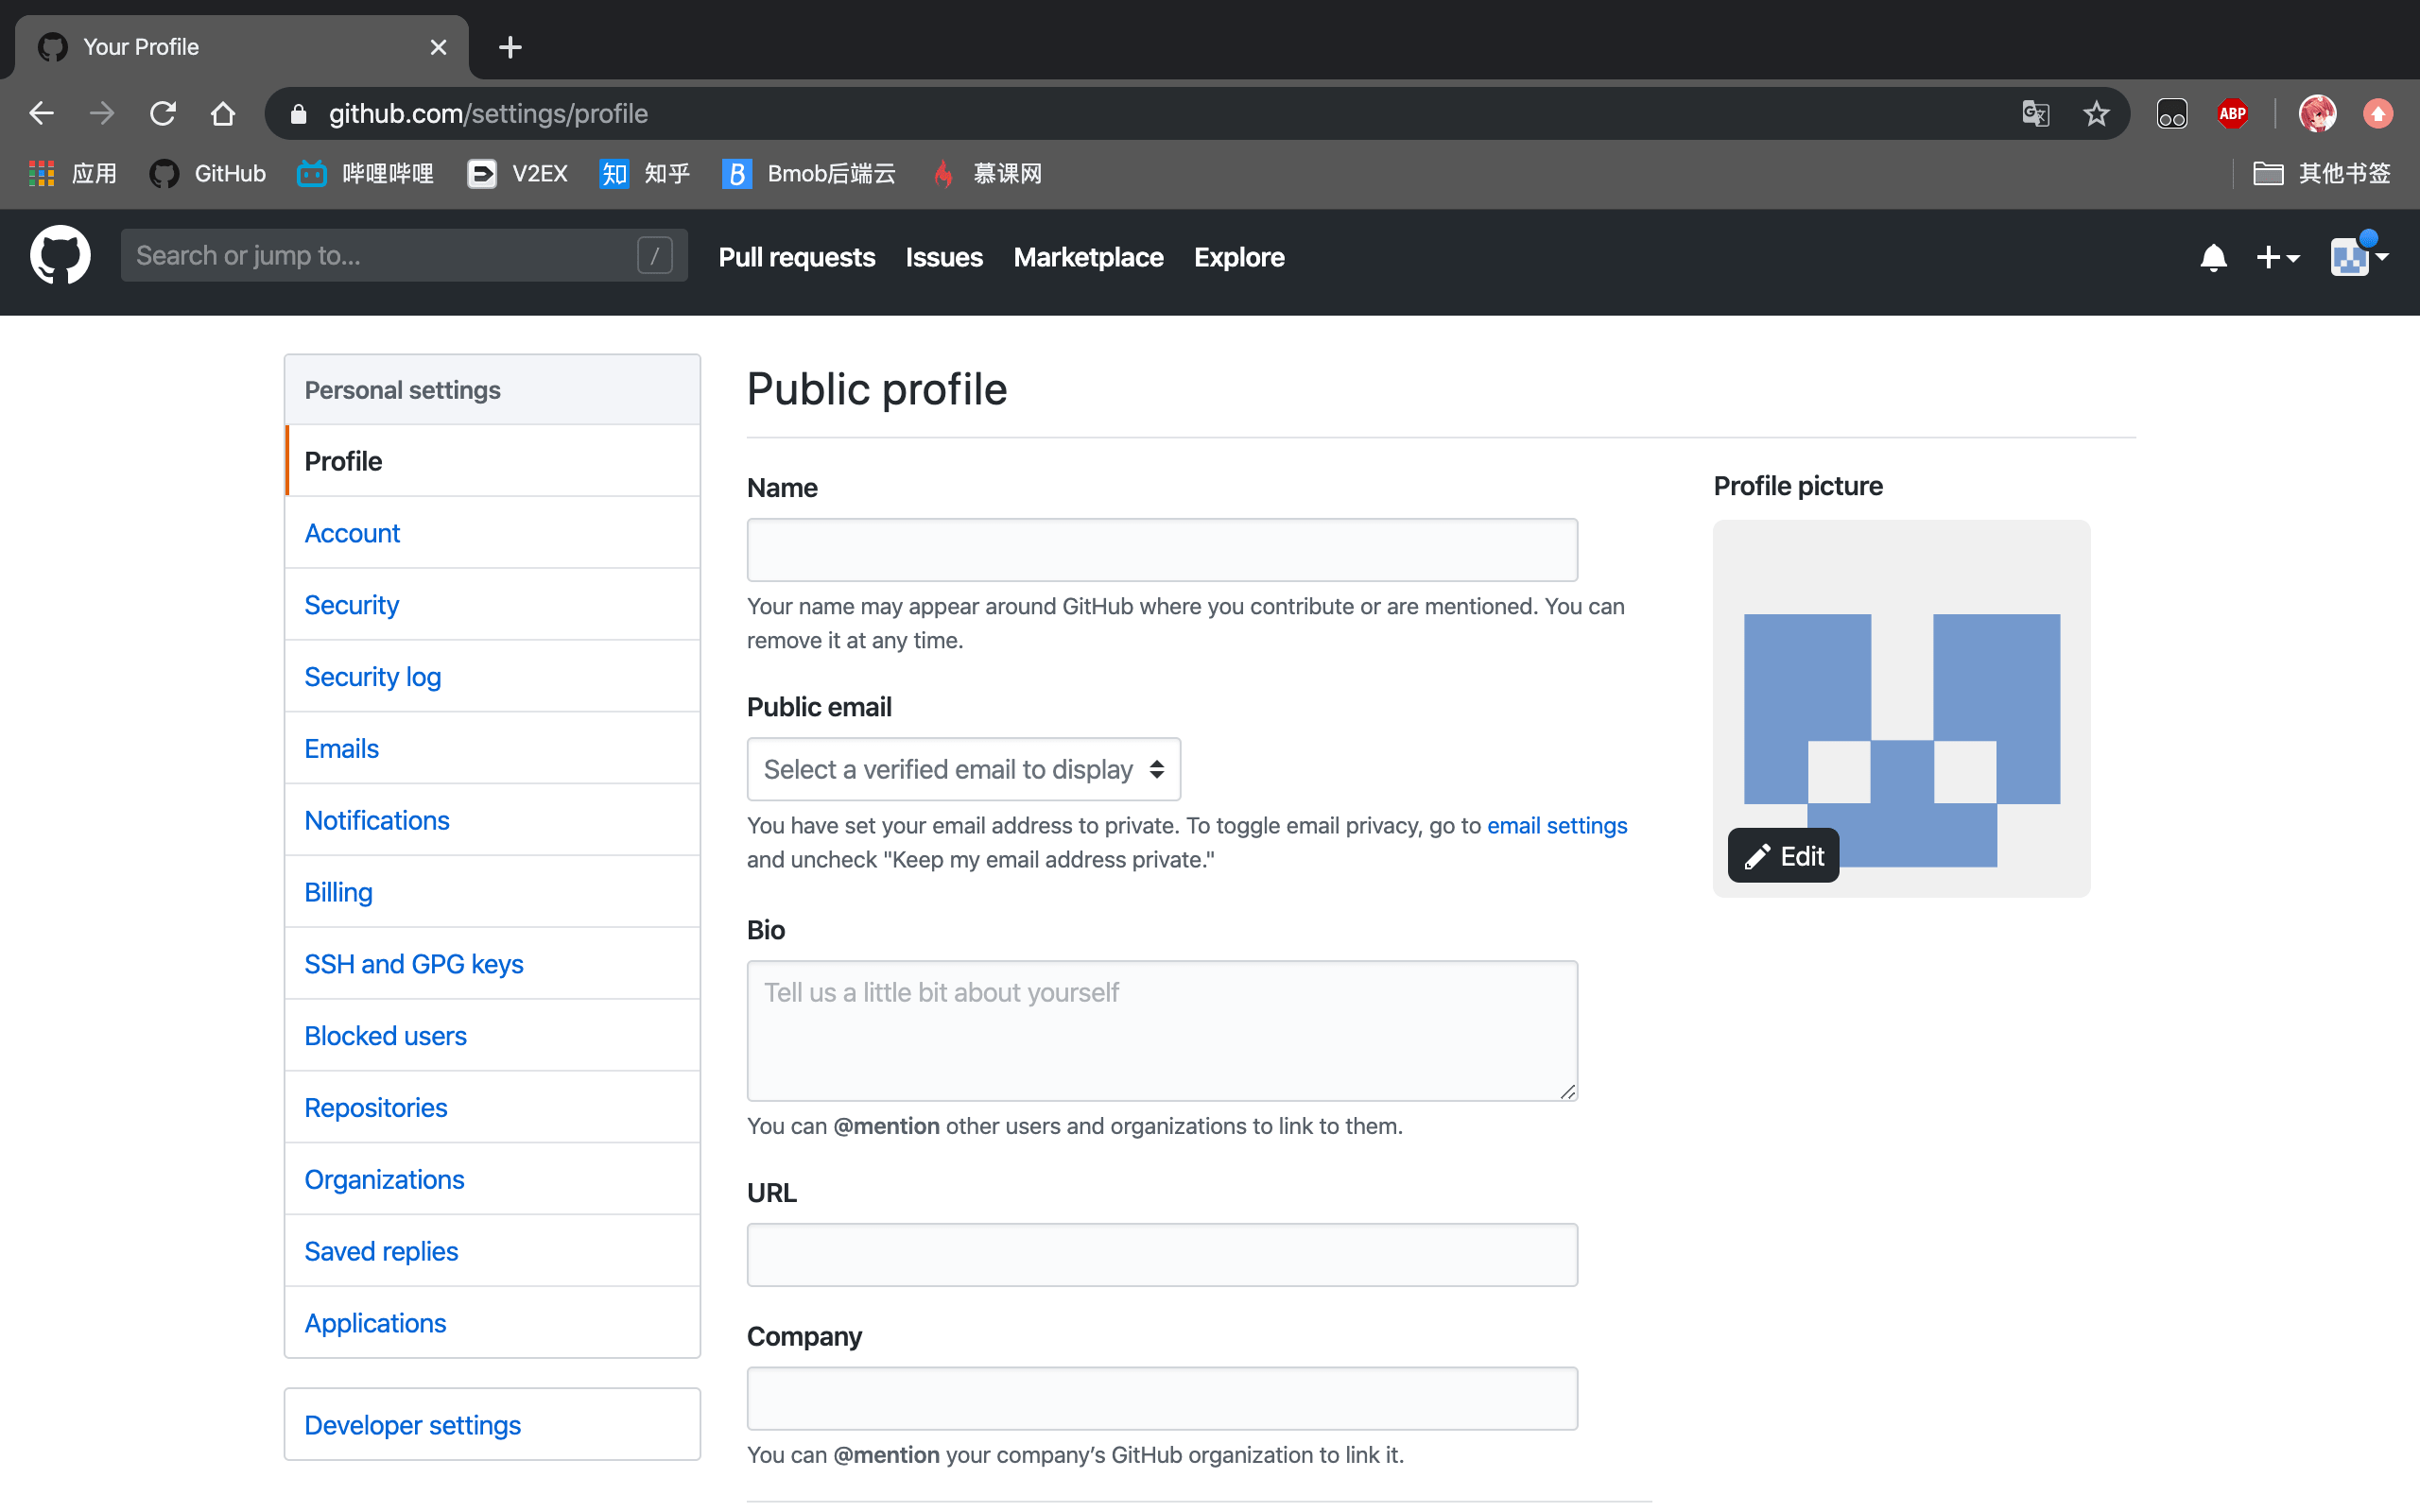 Your Profile
github.com/settings/profile
ABP
应用
GitHub
哔哩哔哩
V2EX
知
知乎
B
Bmob后端云
慕课网
其他书签
Search or jump to...
/
Pull requests
Issues
Marketplace
Explore
Personal settings
Profile
Account
Security
Security log
Emails
Notifications
Billing
SSH and GPG keys
Blocked users
Repositories
Organizations
Saved replies
Applications
Developer settings
Public profile
Name
Your name may appear around GitHub where you contribute or are mentioned. You can
remove it at any time.
Public email
Select a verified email to display
You have set your email address to private. To toggle email privacy, go to email settings
and uncheck "Keep my email address private."
Bio
Tell us a little bit about yourself
You can @mention other users and organizations to link to them.
URL
Company
You can @mention your company’s GitHub organization to link it.
Profile picture
Edit